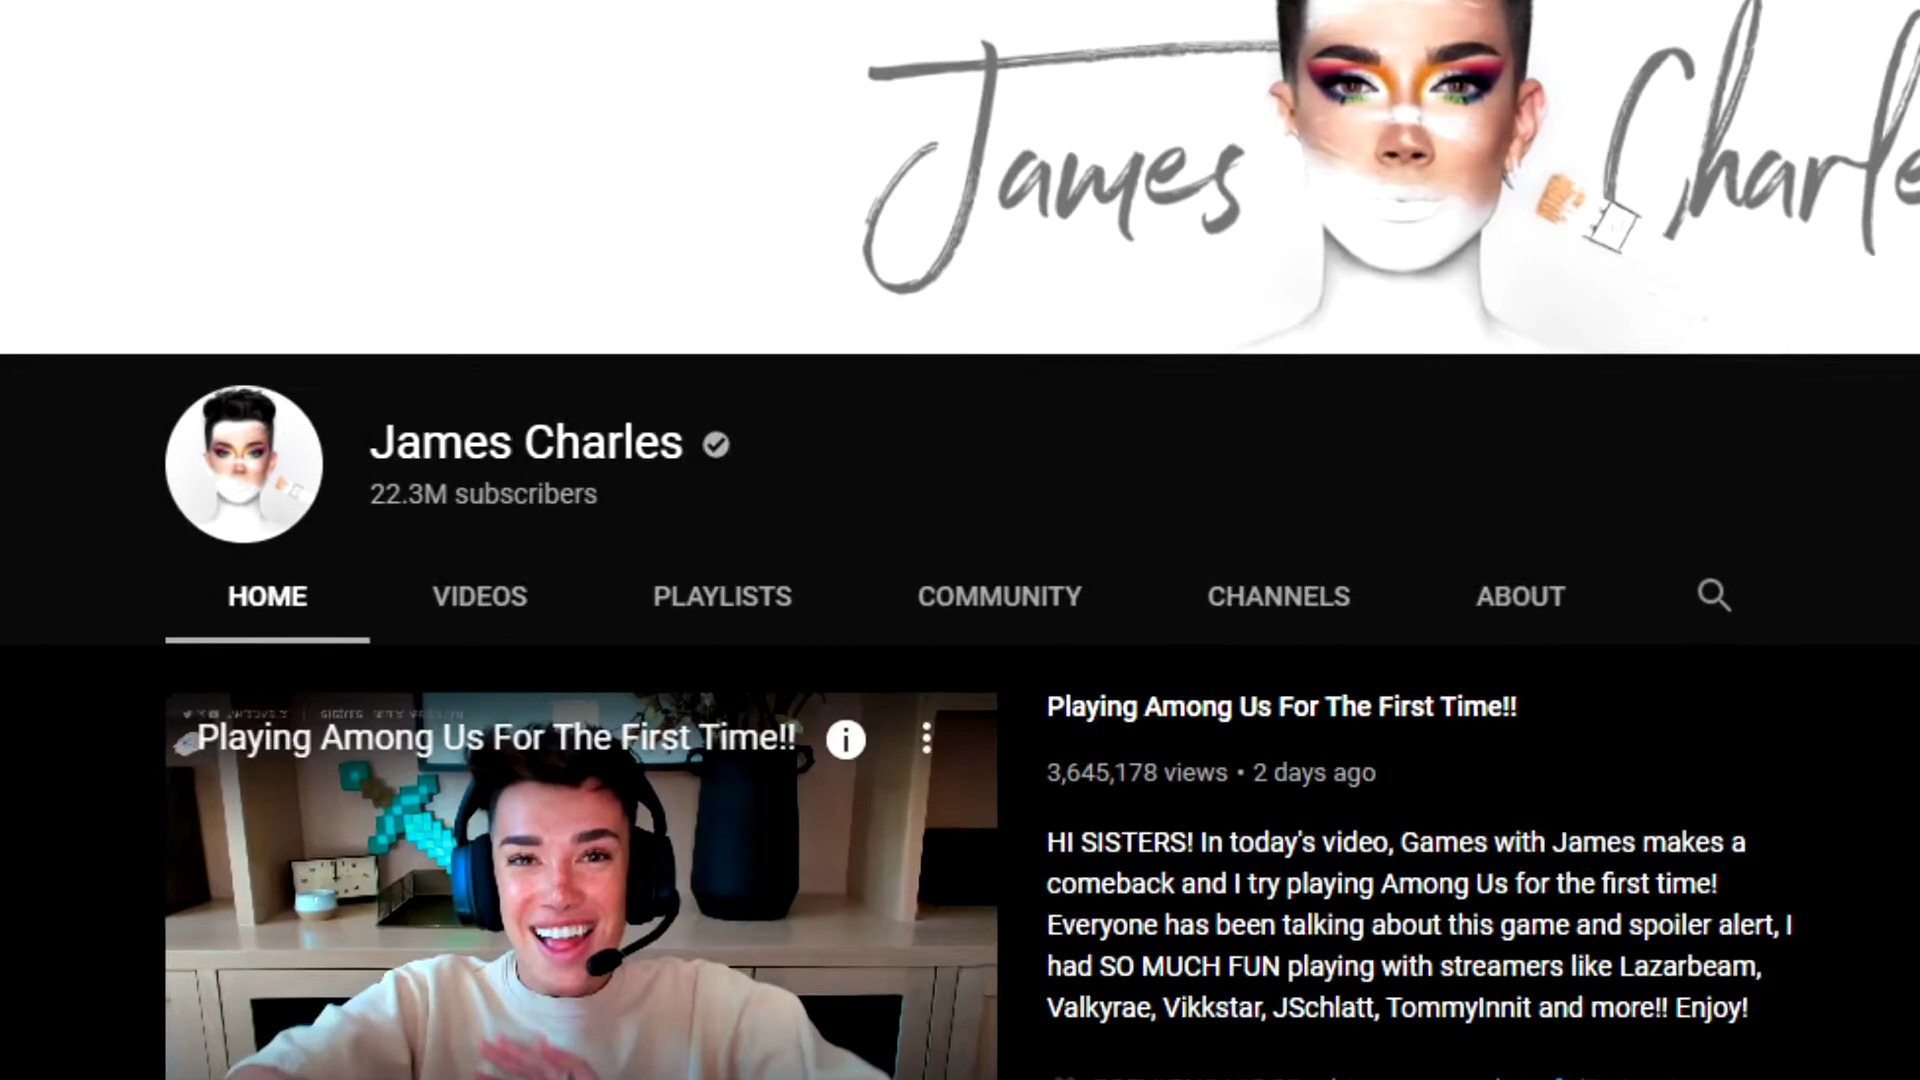 James Charle
James Charles
22.3M subscribers
HOME VIDEOS PLAYLISTS COMMUNITY CHANNELS ABOUT
Playing Among Us For The First Time!!
Playing Among Us For The First Time!!
3,645,178 views • 2 days ago
HI SISTERS! In today's video, Games with James makes a
comeback and I try playing Among Us for the first time!
Everyone has been talking about this game and spoiler alert, I
had SO MUCH FUN playing with streamers like Lazarbeam,
Valkyrae, Vikkstar, JSchlatt, TommyInnit and more!! Enjoy!